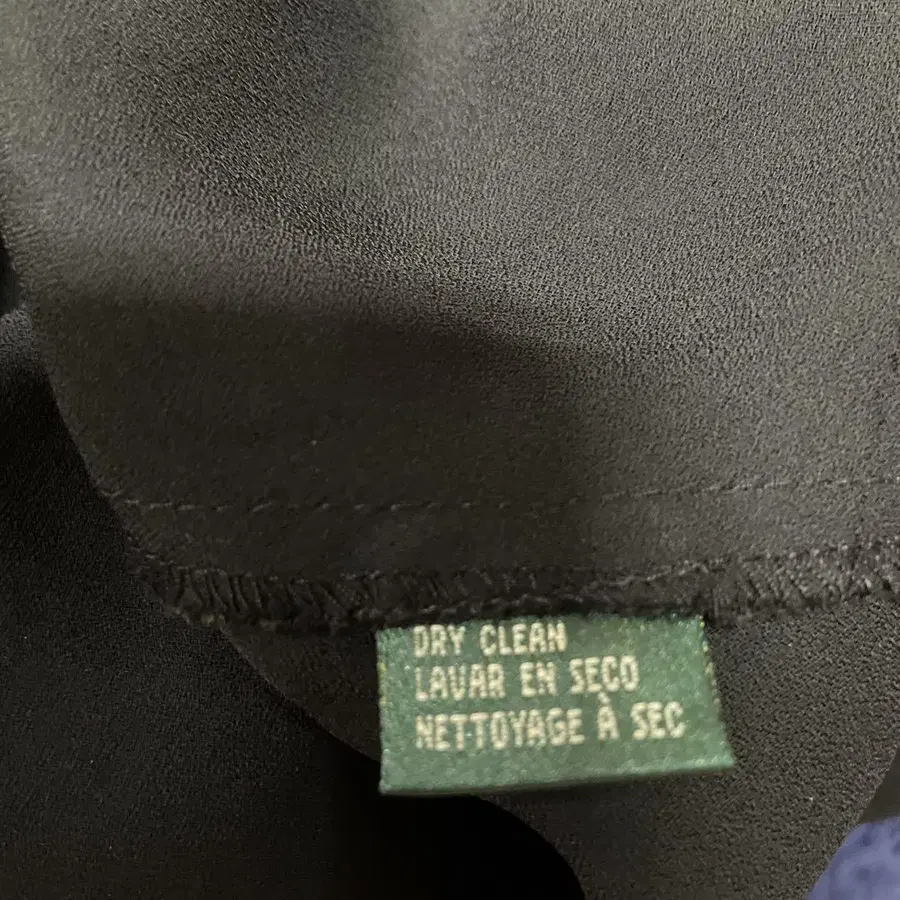 DRY CLEAN
LAVAR EN SECO
NETTOYAGE À SEC